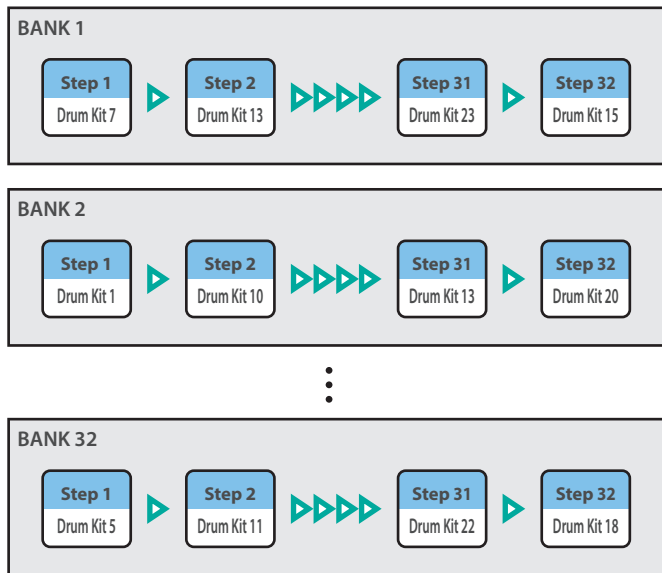 BANK 1
Step 1 Step 2 Step 31 Step 32
Drum Kit 7 Drum Kit 13 Drum Kit 23 Drum Kit 15
BANK 2
Step 1 Step 2 Step 31 Step 32
Drum Kit 1 Drum Kit 10 Drum Kit 13 Drum Kit 20
BANK 32
Step 1 Step 2 Step 31 Step 32
Drum Kit 5 Drum Kit 11 Drum Kit 22 Drum Kit 18